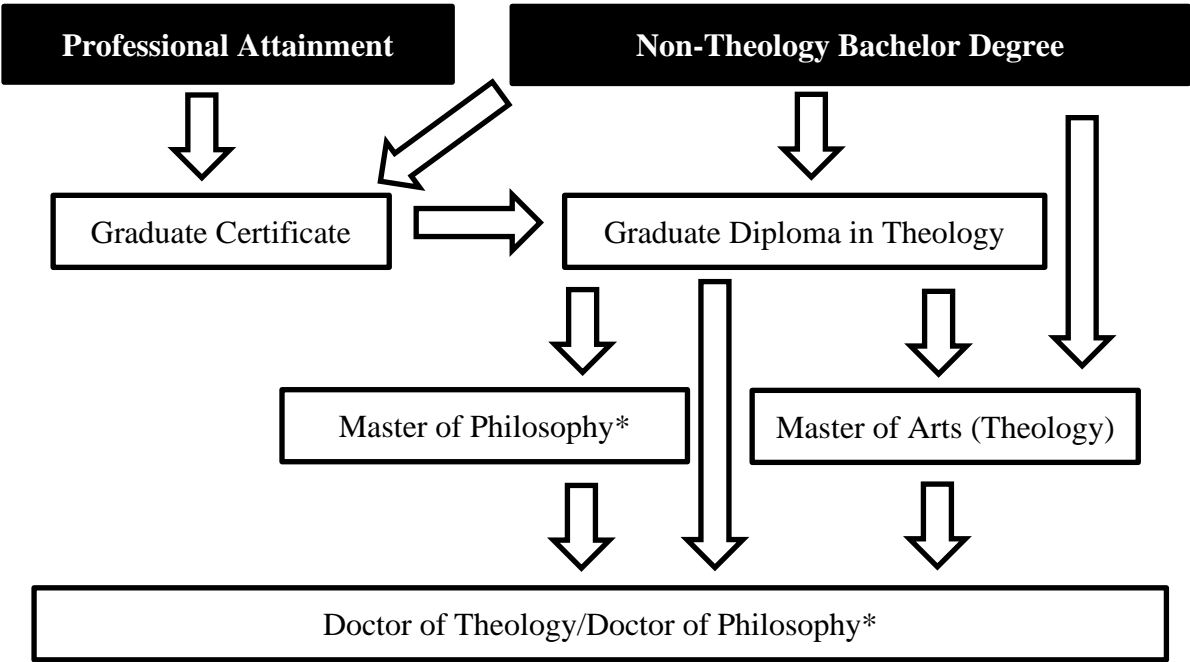 Professional Attainment
Non-Theology Bachelor Degree
Graduate Certificate
Graduate Diploma in Theology
Master of Philosophy*
Master of Arts (Theology)
Doctor of Theology/Doctor of Philosophy*